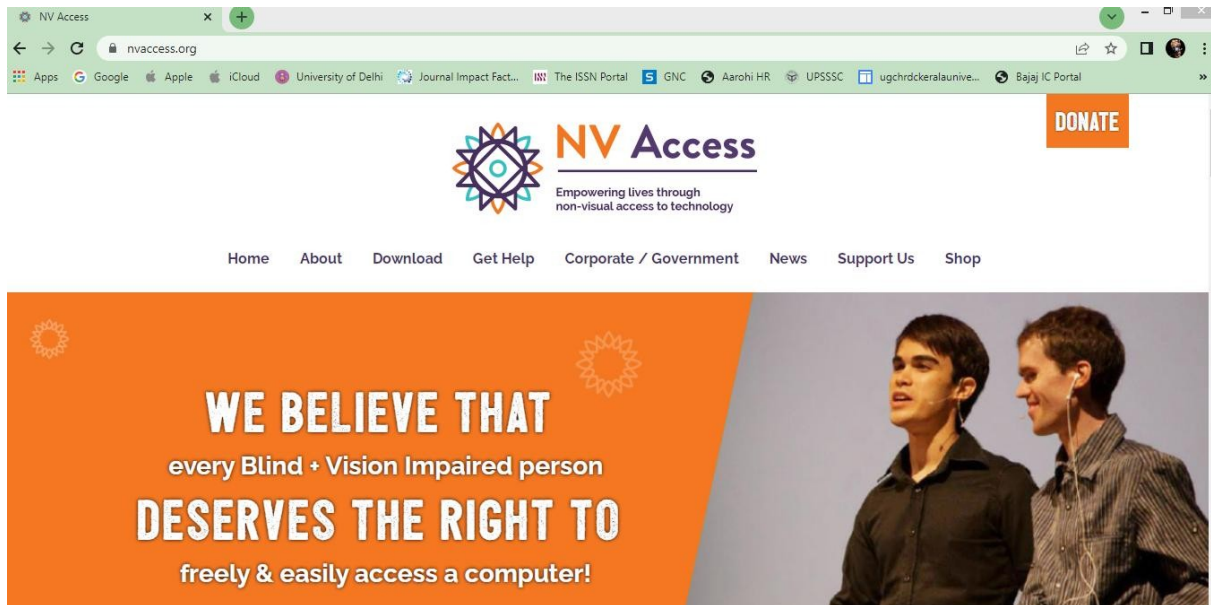 NV Access
nvaccess.org
Apps Google Apple iCloud University of Delhi Journal Impact Fact... The ISSN Portal GNC Aarohi HR UPSSSC ugchrdckeralaunive... Bajaj IC Portal »
DONATE
NV Access
Empowering lives through
non-visual access to technology
Home About Download Get Help Corporate / Government News Support Us Shop
WE BELIEVE THAT
every Blind + Vision Impaired person
DESERVES THE RIGHT TO
freely & easily access a computer!